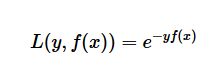 L(y, f(x)) = e^{-yf(x)}